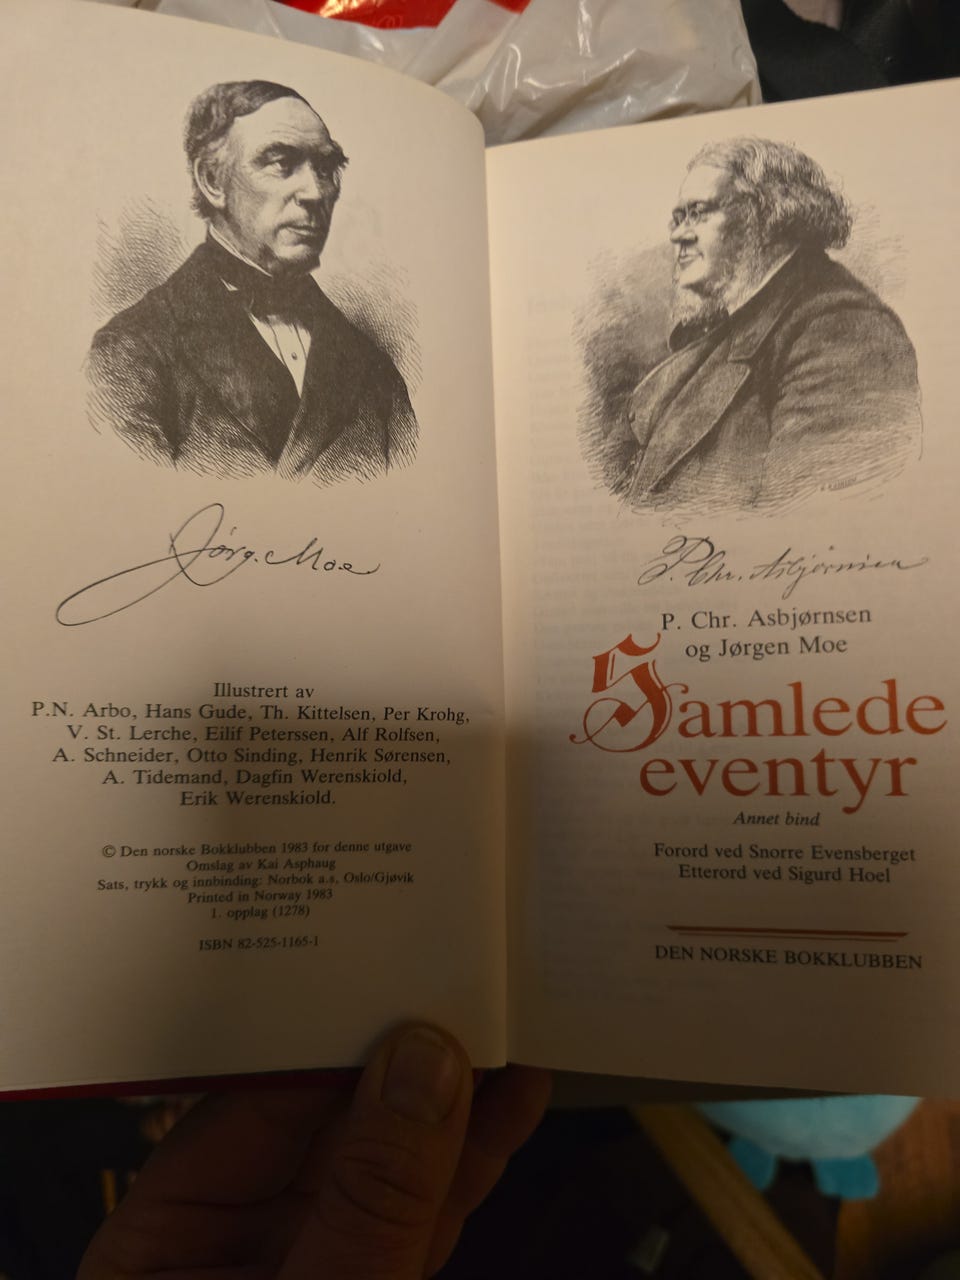 Jørg. Moe
Illustrert av
P.N. Arbo, Hans Gude, Th. Kittelsen, Per Krohg,
V. St. Lerche, Eilif Peterssen, Alf Rolfsen,
A. Schneider, Otto Sinding, Henrik Sørensen,
A. Tidemand, Dagfin Werenskiold,
Erik Werenskiold.
© Den norske Bokklubben 1983 for denne utgave
Omslag av Kai Asphaug
Sats, trykk og innbinding: Norbok a.s, Oslo/Gjøvik
Printed in Norway 1983
1. opplag (1278)
ISBN 82-525-1165-1
P. Chr. Asbjørnsen
P. Chr. Asbjørnsen
og Jørgen Moe
Samlede
eventyr
Annet bind
Forord ved Snorre Evensberget
Etterord ved Sigurd Hoel
DEN NORSKE BOKKLUBBEN